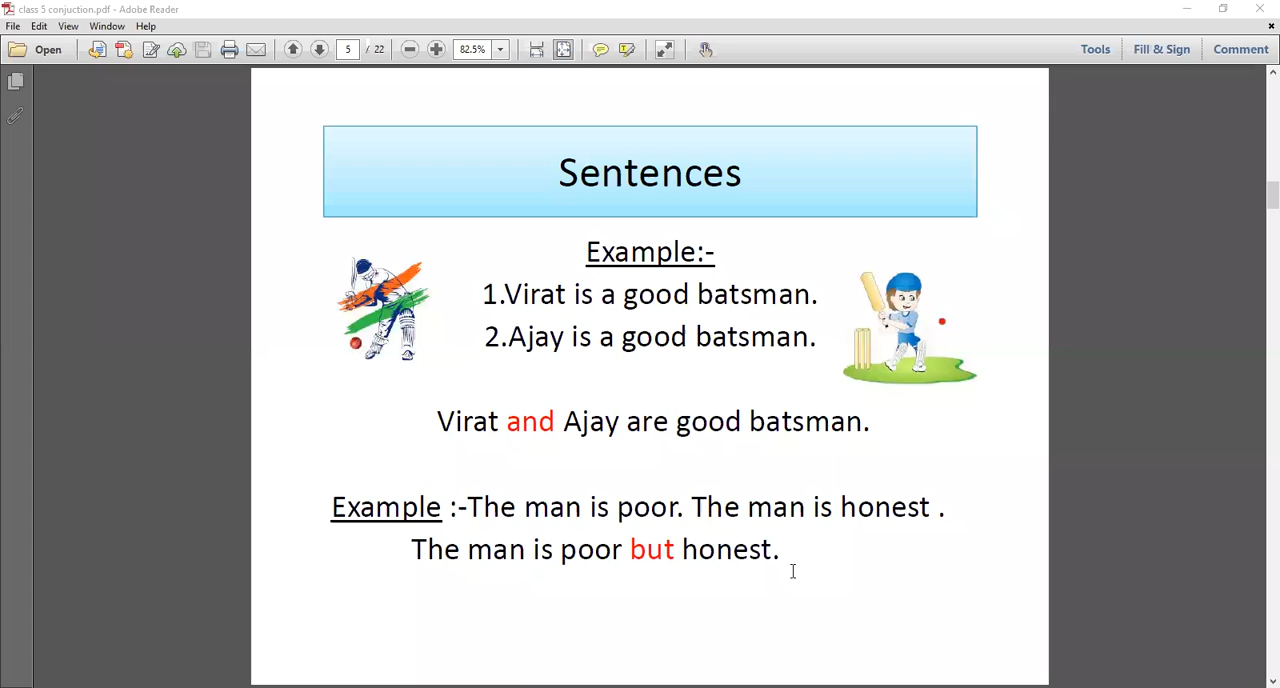 class 5 conjuction.pdf - Adobe Reader
File Edit View Window Help
Open 5 / 22 82.5% Tools Fill & Sign Comment
Sentences
Example:-
1.Virat is a good batsman.
2.Ajay is a good batsman.
Virat and Ajay are good batsman.
Example :-The man is poor. The man is honest .
The man is poor but honest.